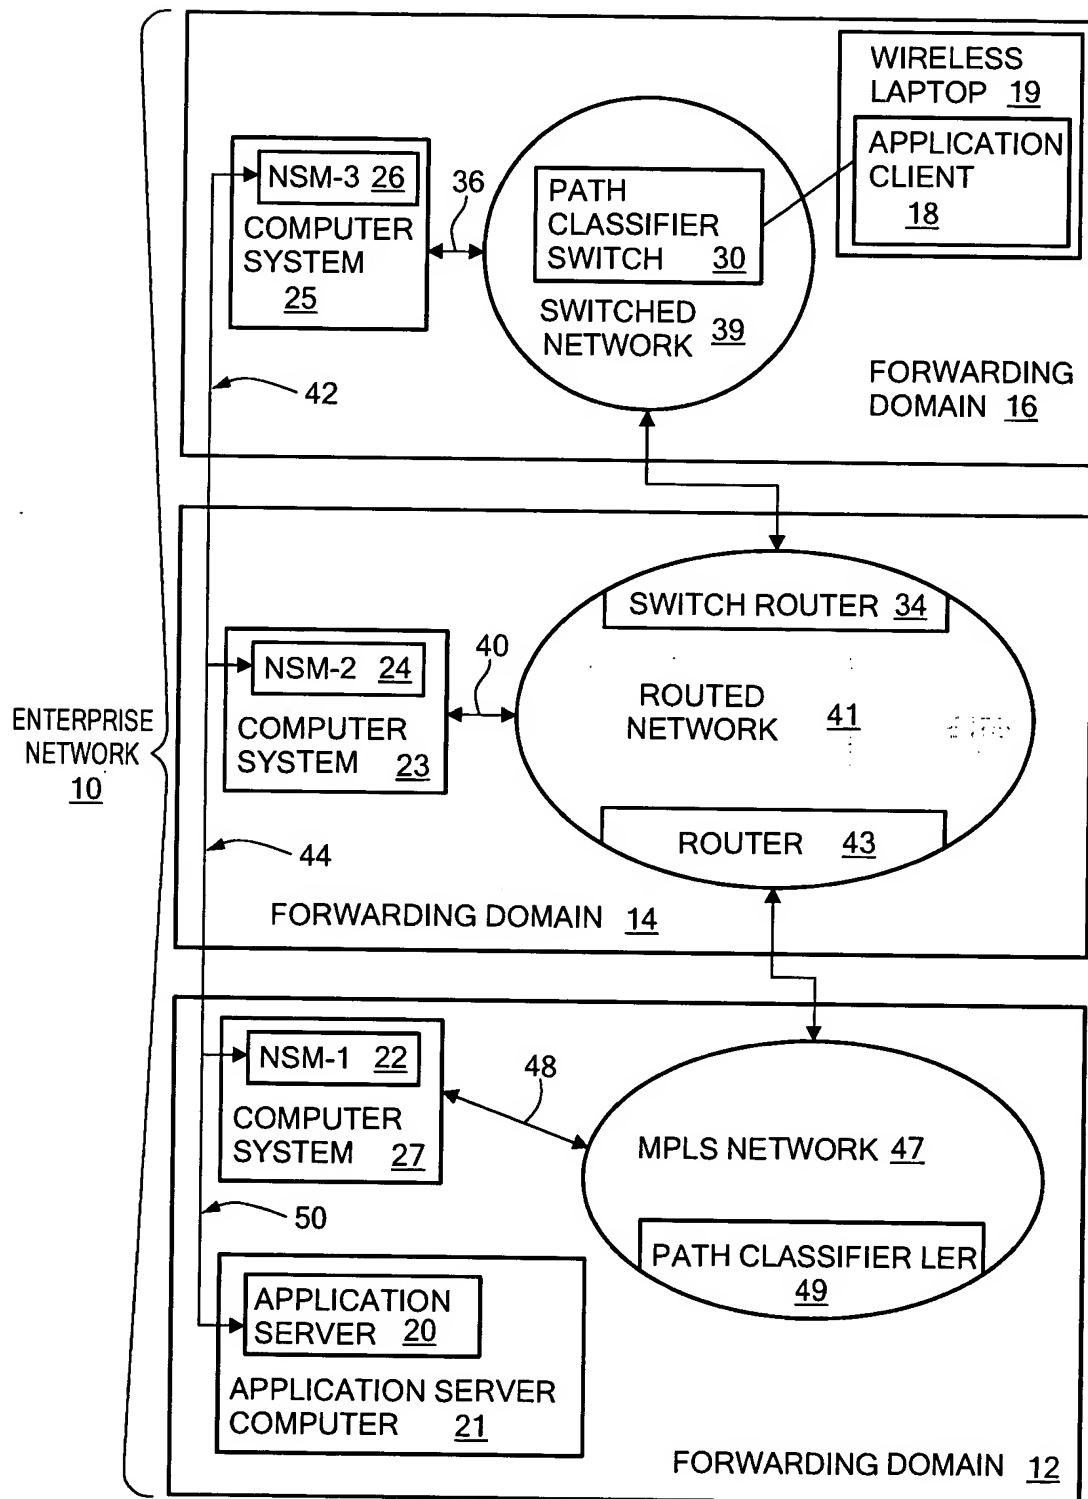 WIRELESS
LAPTOP 19
APPLICATION
CLIENT
18
NSM-3 26
COMPUTER
SYSTEM
25
36
PATH
CLASSIFIER
SWITCH 30
SWITCHED
NETWORK 39
42
FORWARDING
DOMAIN 16
SWITCH ROUTER 34
NSM-2 24
COMPUTER
SYSTEM 23
40
ROUTED
NETWORK 41
ENTERPRISE
NETWORK
10
44
ROUTER 43
FORWARDING DOMAIN 14
NSM-1 22
COMPUTER
SYSTEM 27
48
MPLS NETWORK 47
50
PATH CLASSIFIER LER
49
APPLICATION
SERVER 20
APPLICATION SERVER
COMPUTER 21
FORWARDING DOMAIN 12